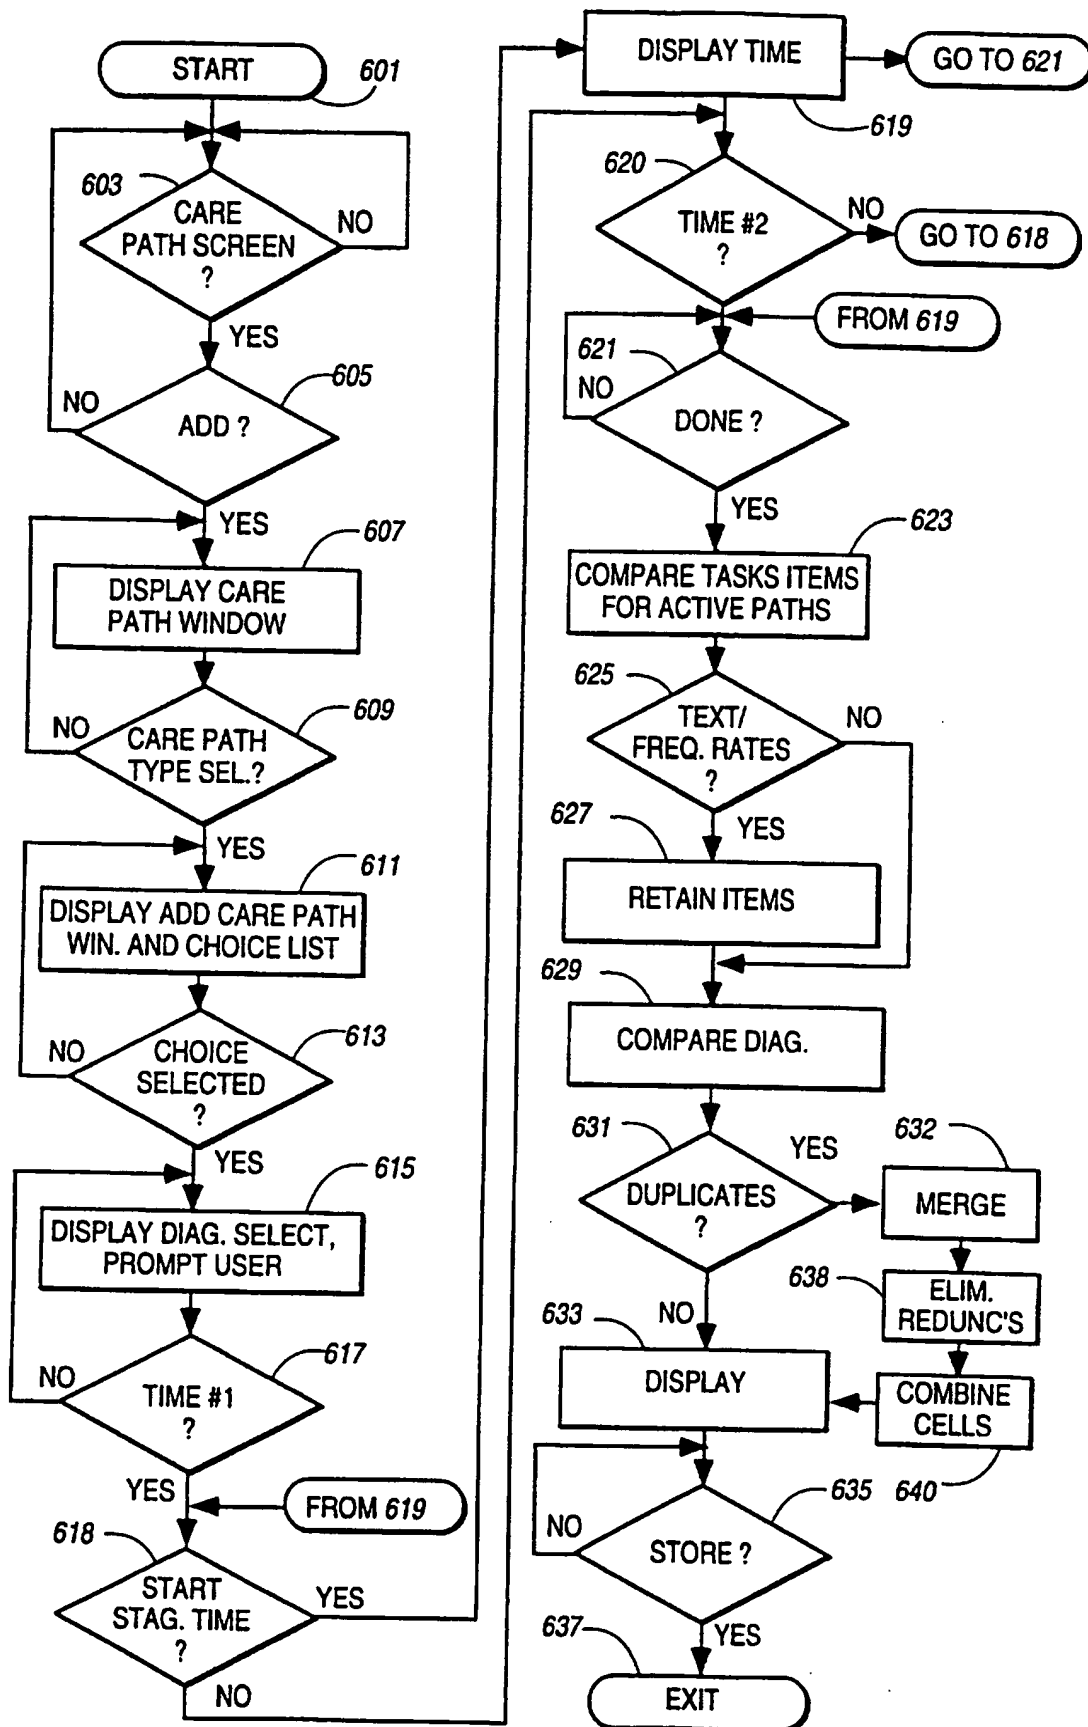 START
601
603
CARE
PATH SCREEN
?
NO
YES
605
NO
ADD ?
YES
607
DISPLAY CARE
PATH WINDOW
609
NO
CARE PATH
TYPE SEL.?
YES
611
DISPLAY ADD CARE PATH
WIN. AND CHOICE LIST
613
NO
CHOICE
SELECTED
?
YES
615
DISPLAY DIAG. SELECT,
PROMPT USER
617
NO
TIME #1
?
YES
FROM 619
618
START
STAG. TIME
?
YES
NO
DISPLAY TIME
GO TO 621
619
620
TIME #2
?
NO
GO TO 618
FROM 619
621
NO
DONE ?
YES
623
COMPARE TASKS ITEMS
FOR ACTIVE PATHS
625
TEXT/
FREQ. RATES
?
NO
627
YES
RETAIN ITEMS
629
COMPARE DIAG.
631
YES
632
DUPLICATES
?
MERGE
638
ELIM.
REDUNC'S
NO
633
DISPLAY
COMBINE
CELLS
635
640
NO
STORE ?
637
YES
EXIT